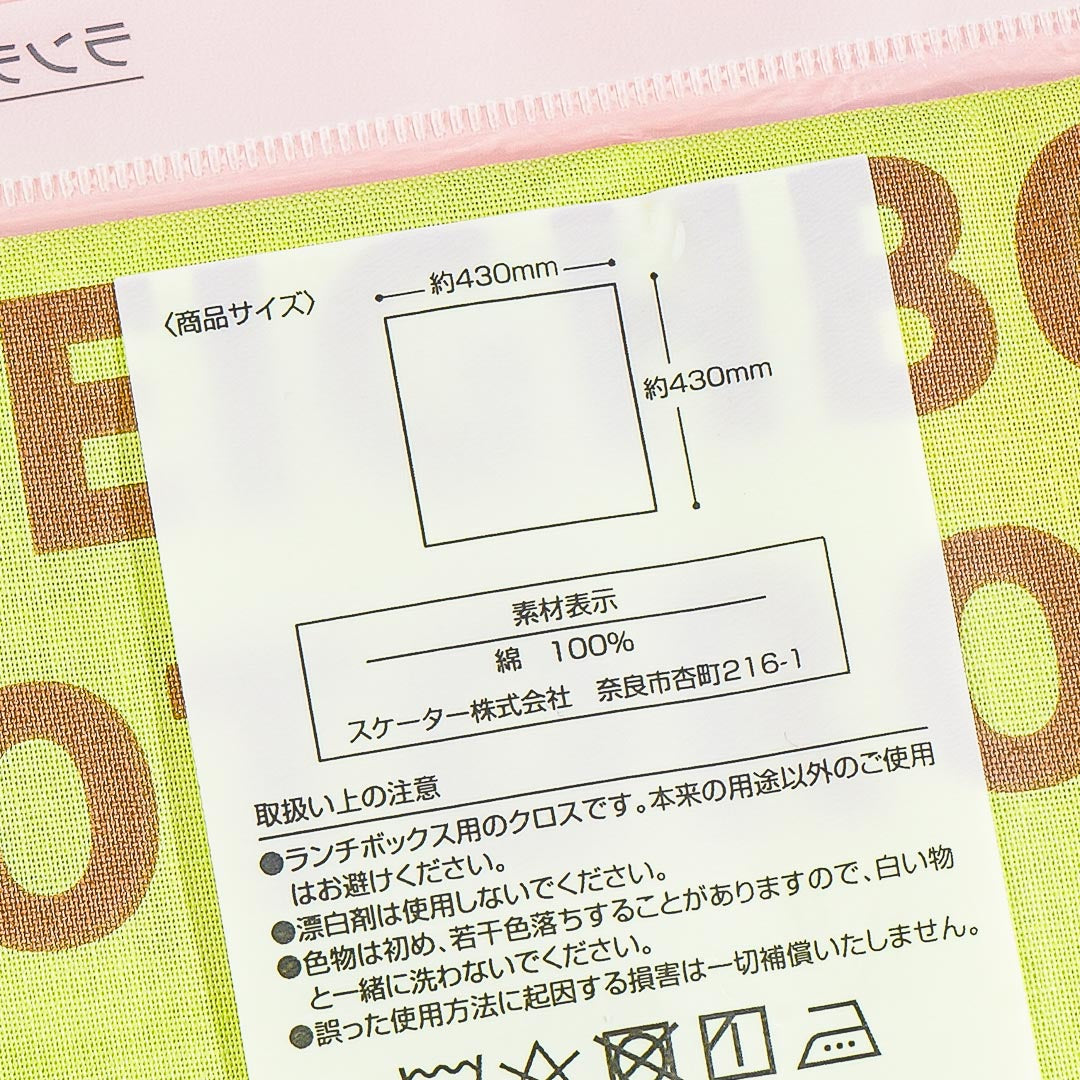 ランチ
〈商品サイズ〉
約430mm
約430mm
素材表示
綿 100%
スケーター株式会社 奈良市杏町216-1
取扱い上の注意
●ランチボックス用のクロスです。本来の用途以外のご使用
はお避けください。
●漂白剤は使用しないでください。
●色物は初め、若干色落ちすることがありますので、白い物
と一緒に洗わないでください。
●誤った使用方法に起因する損害は一切補償いたしません。